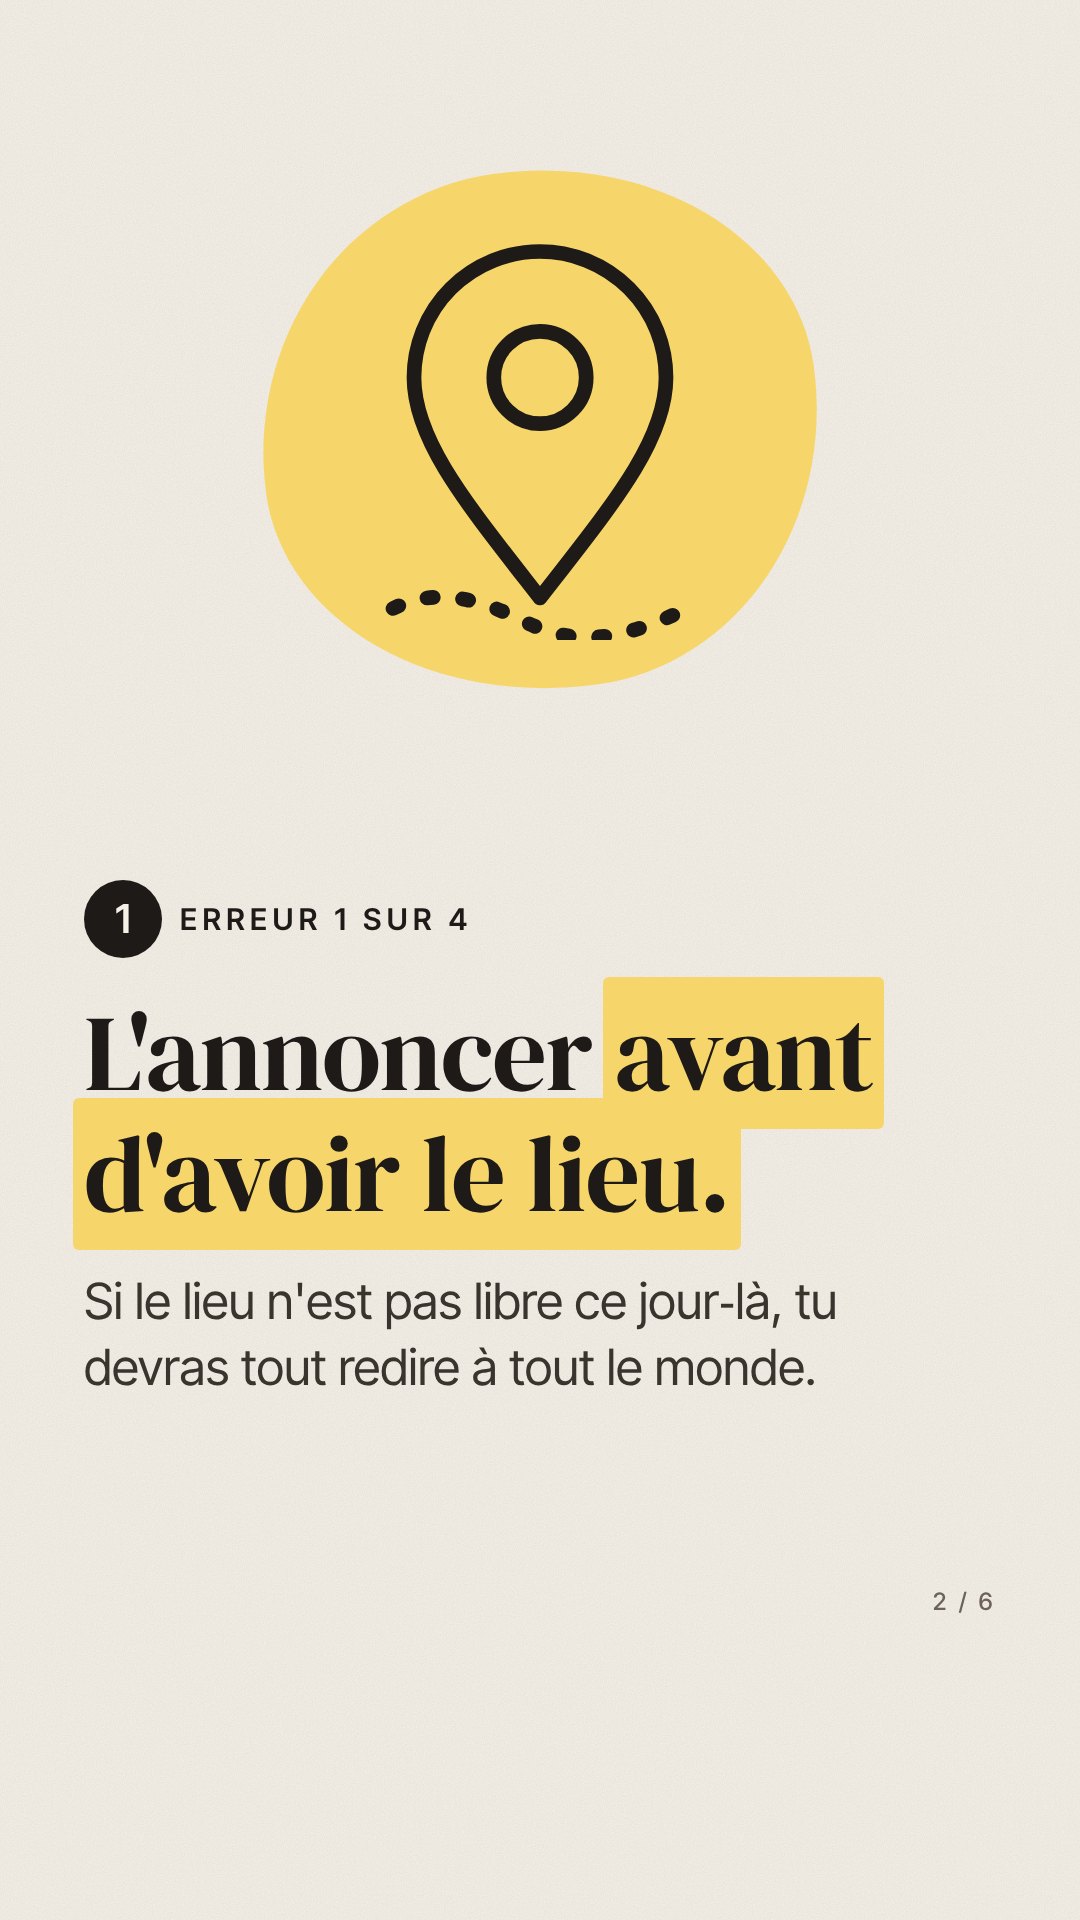 1 ERREUR 1 SUR 4
L'annoncer avant
d'avoir le lieu.
Si le lieu n'est pas libre ce jour-là, tu
devras tout redire à tout le monde.
2 / 6